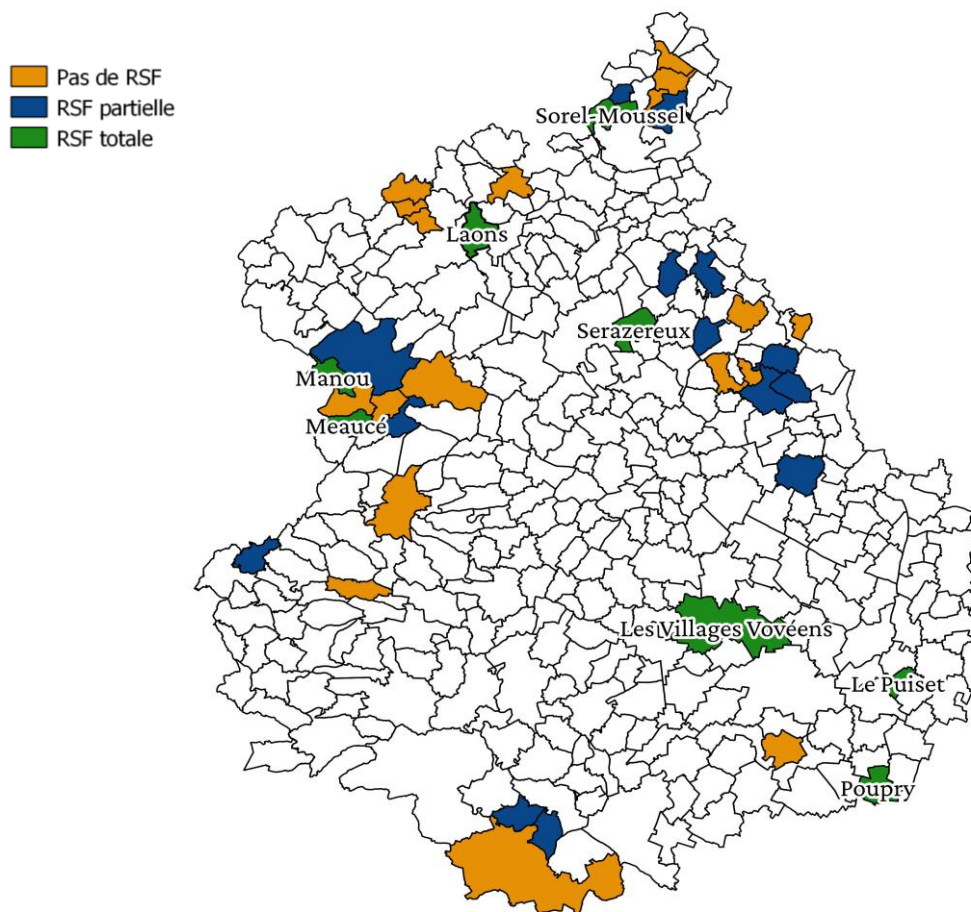 Pas de RSF
RSF partielle
RSF totale
Sorel-Moussel
Laons
Serazereux
Manou
Meaucé
Les Villages Vovéens
Le Puiset
Poupry